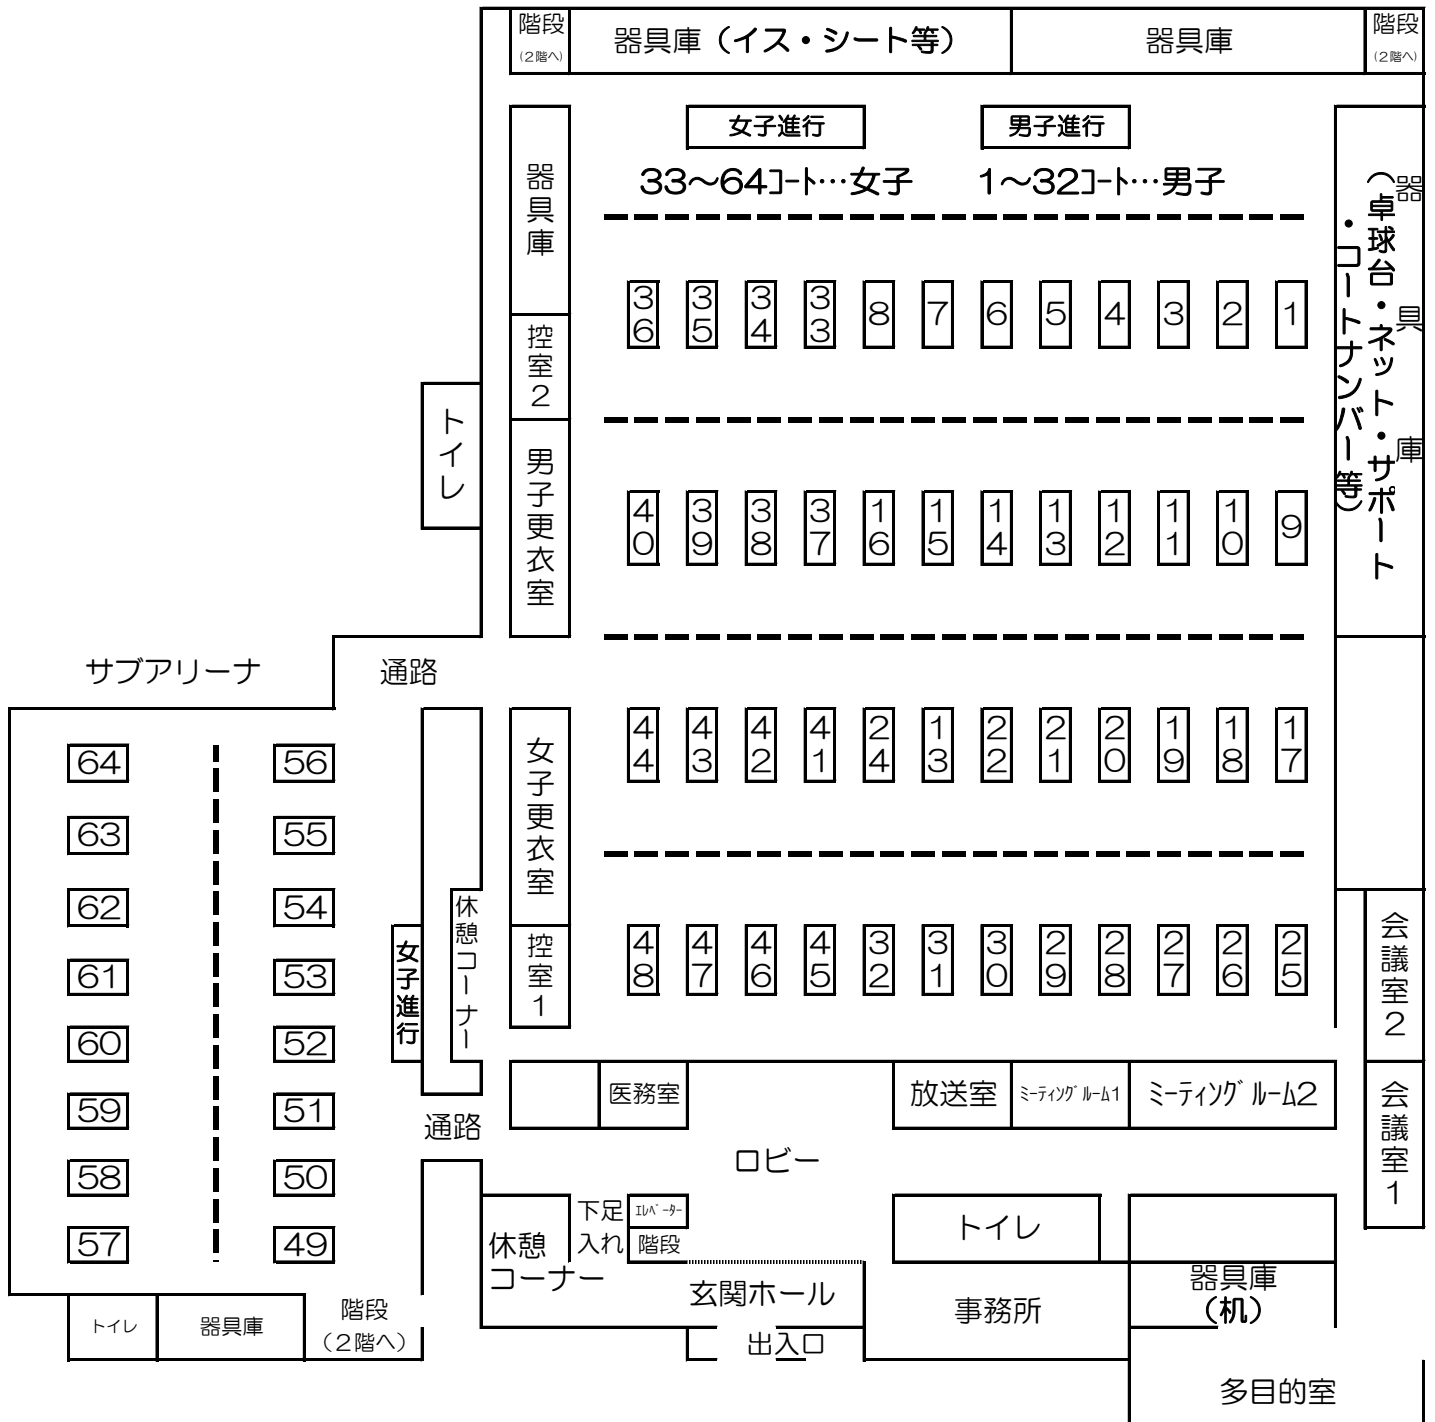 階段
(2階へ)
器具庫（イス・シート等）
器具庫
階段
(2階へ)
女子進行
男子進行
33～64コート…女子
1～32コート…男子
器具庫
控室2
男子更衣室
トイレ
器具庫
（卓球台・ネット・サポート
・コートナンバー等）
36 35 34 33 8 7 6 5 4 3 2 1
40 39 38 37 16 15 14 13 12 11 10 9
44 43 42 41 24 13 22 21 20 19 18 17
48 47 46 45 32 31 30 29 28 27 26 25
サブアリーナ
通路
女子更衣室
控室1
休憩コーナー
女子進行
64 56
63 55
62 54
61 53
60 52
59 51
58 50
57 49
会議室2
会議室1
医務室
放送室
ミーティングルーム1
ミーティングルーム2
通路
ロビー
休憩
コーナー
下足
入れ
エレベーター
階段
トイレ
玄関ホール
事務所
器具庫
（机）
出入口
トイレ
器具庫
階段
（2階へ）
多目的室